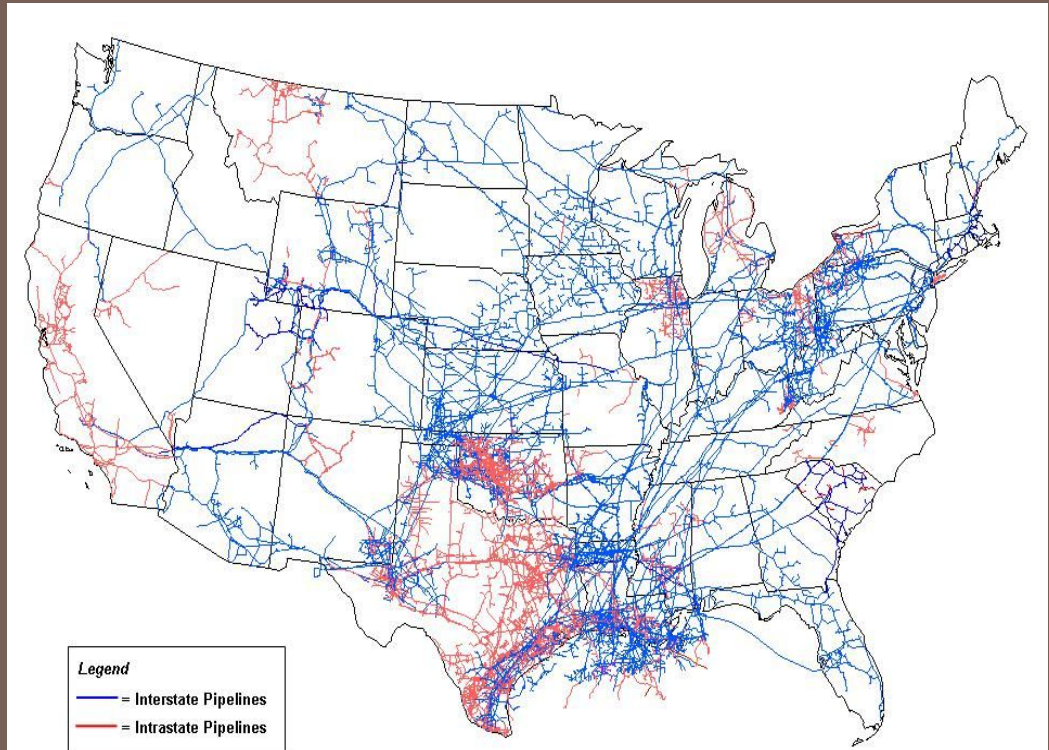 Legend
= Interstate Pipelines
= Intrastate Pipelines